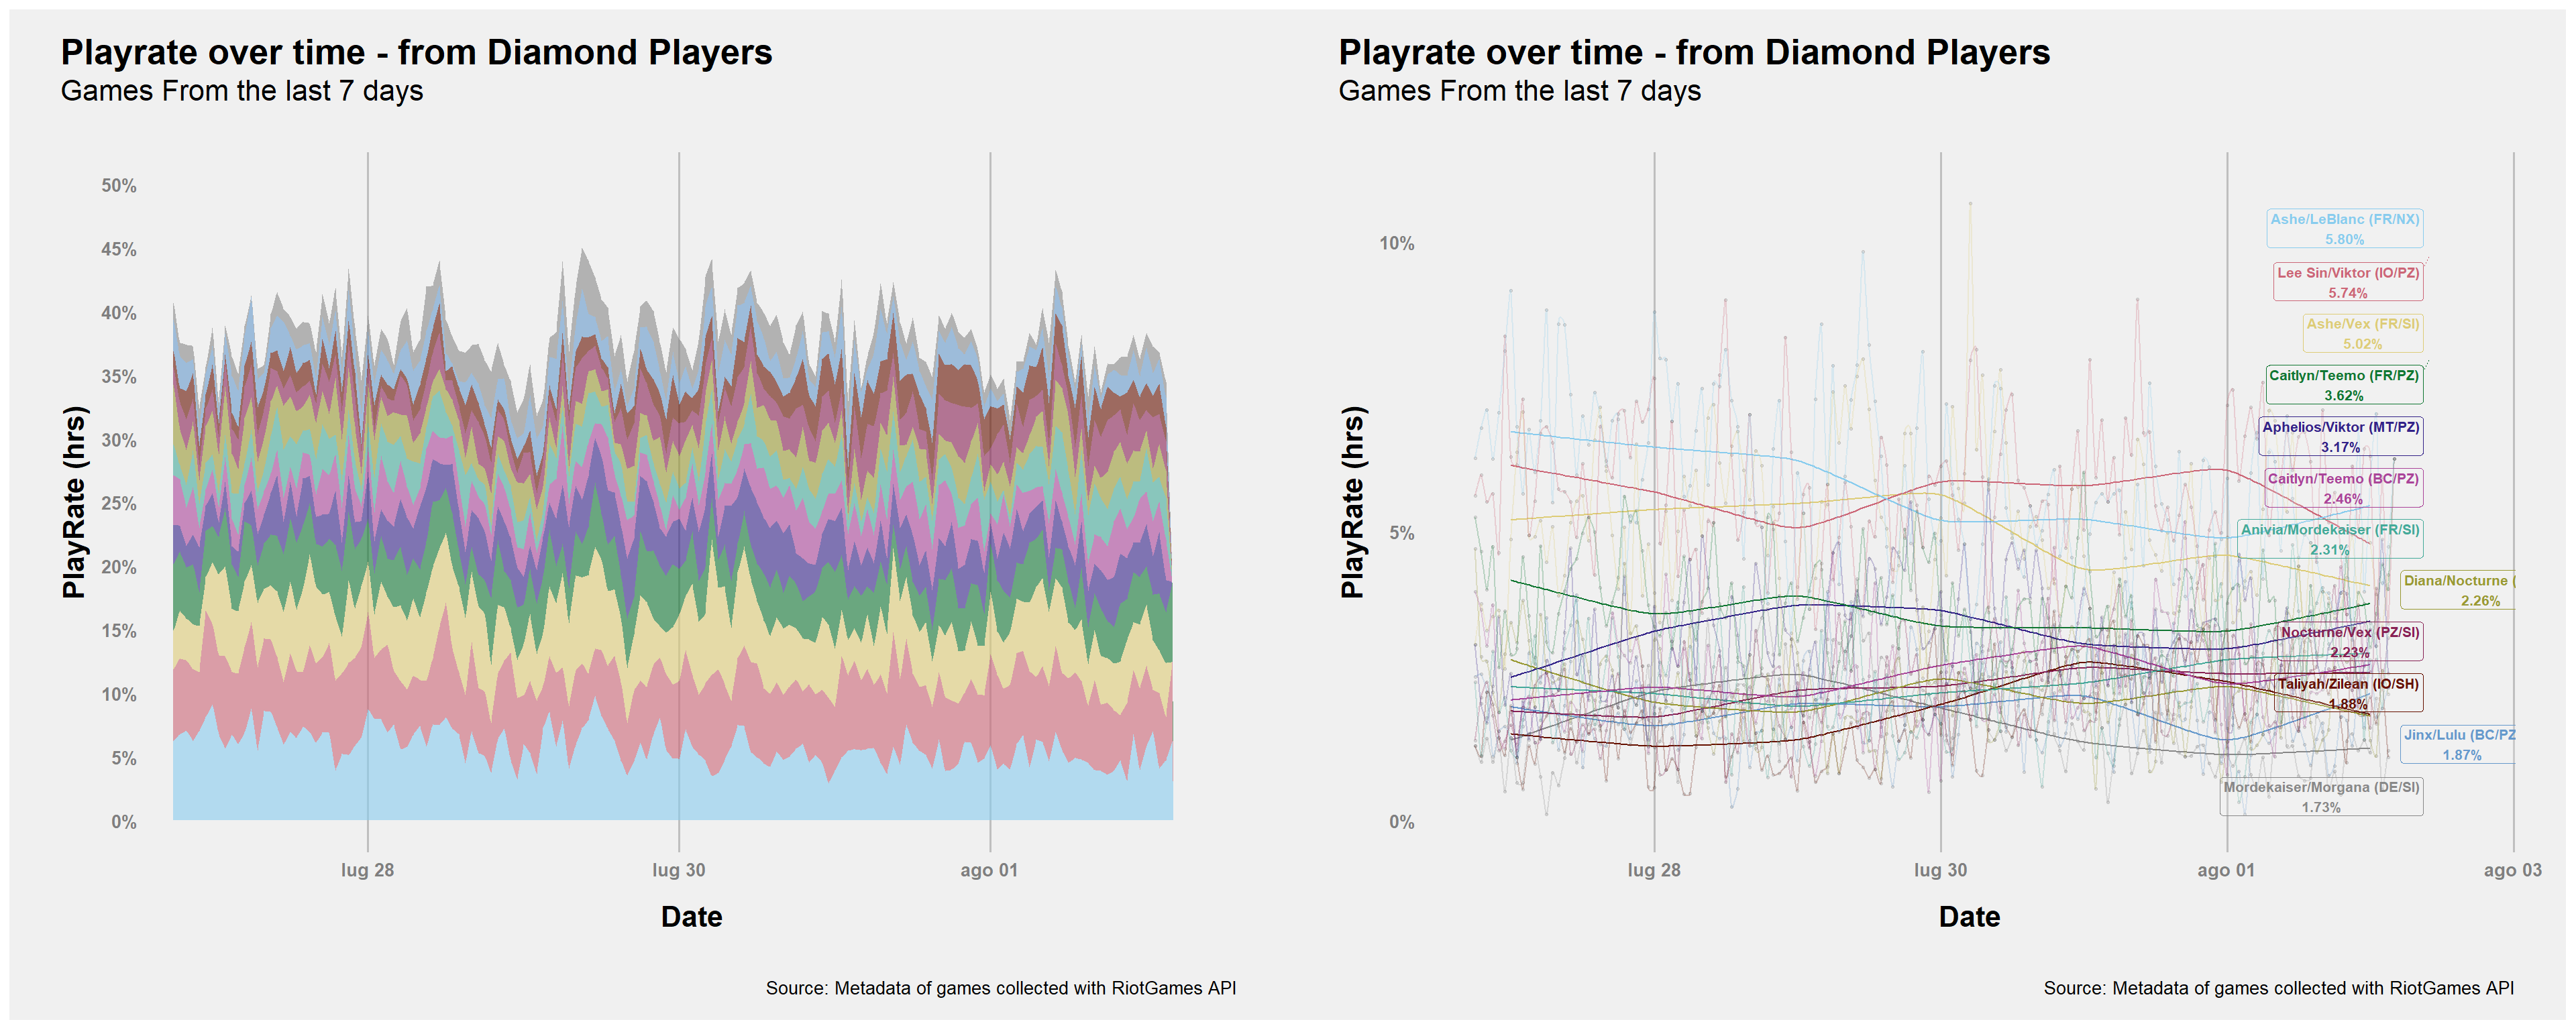 Playrate over time - from Diamond Players
Games From the last 7 days
PlayRate (hrs)
50%
45%
40%
35%
30%
25%
20%
15%
10%
5%
0%
lug 28
lug 30
ago 01
Date
Source: Metadata of games collected with RiotGames API
Playrate over time - from Diamond Players
Games From the last 7 days
PlayRate (hrs)
10%
5%
0%
Ashe/LeBlanc (FR/NX)
5.80%
Lee Sin/Viktor (IO/PZ)
5.74%
Ashe/Vex (FR/SI)
5.02%
Caitlyn/Teemo (FR/PZ)
3.62%
Aphelios/Viktor (MT/PZ)
3.17%
Caitlyn/Teemo (BC/PZ)
2.46%
Anivia/Mordekaiser (FR/SI)
2.31%
Diana/Nocturne (
2.26%
Nocturne/Vex (PZ/SI)
2.23%
Taliyah/Zilean (IO/SH)
1.88%
Jinx/Lulu (BC/PZ
1.87%
Mordekaiser/Morgana (DE/SI)
1.73%
lug 28
lug 30
ago 01
ago 03
Date
Source: Metadata of games collected with RiotGames API